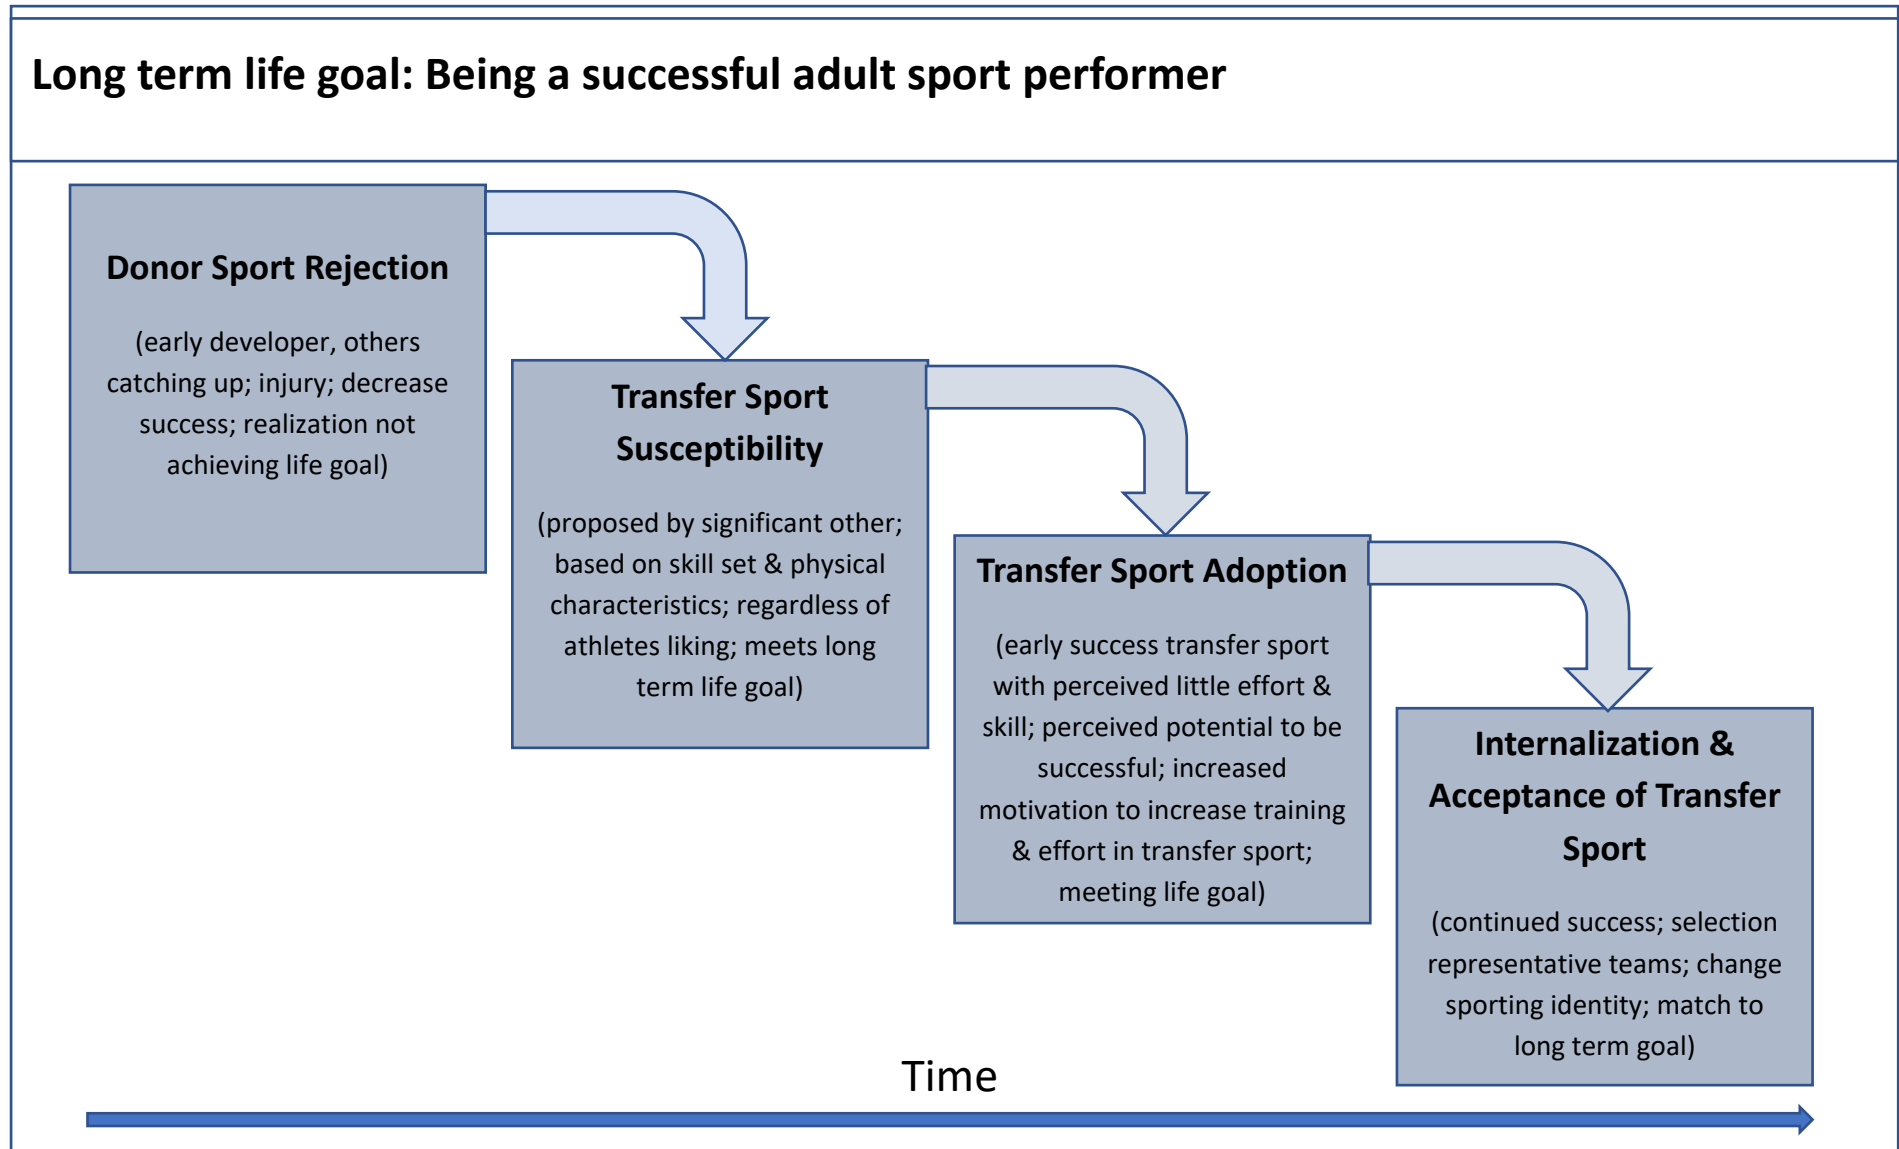 Long term life goal: Being a successful adult sport performer
Donor Sport Rejection
(early developer, others
catching up; injury; decrease
success; realization not
achieving life goal)
Transfer Sport
Susceptibility
(proposed by significant other;
based on skill set & physical
characteristics; regardless of
athletes liking; meets long
term life goal)
Transfer Sport Adoption
(early success transfer sport
with perceived little effort &
skill; perceived potential to be
successful; increased
motivation to increase training
& effort in transfer sport;
meeting life goal)
Internalization &
Acceptance of Transfer
Sport
(continued success; selection
representative teams; change
sporting identity; match to
long term goal)
Time